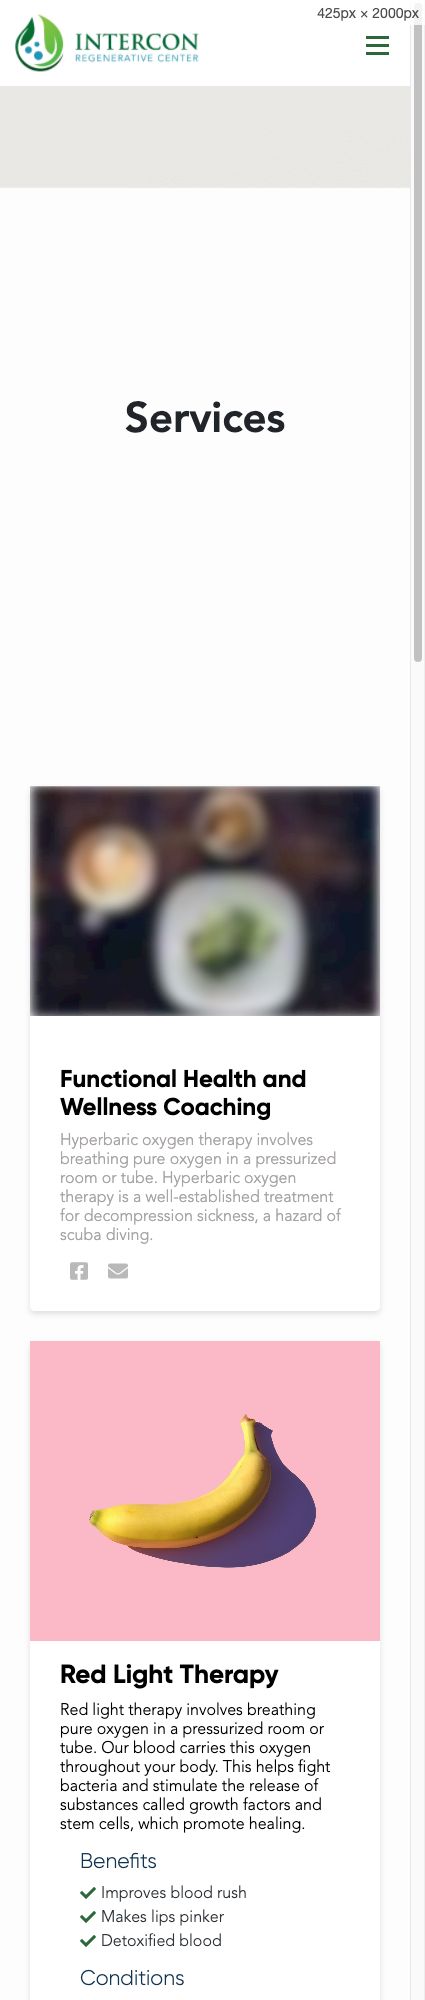 425px × 2000px
INTERCON
REGENERATIVE CENTER
Services
Functional Health and
Wellness Coaching
Hyperbaric oxygen therapy involves
breathing pure oxygen in a pressurized
room or tube. Hyperbaric oxygen
therapy is a well-established treatment
for decompression sickness, a hazard of
scuba diving.
Red Light Therapy
Red light therapy involves breathing
pure oxygen in a pressurized room or
tube. Our blood carries this oxygen
throughout your body. This helps fight
bacteria and stimulate the release of
substances called growth factors and
stem cells, which promote healing.
Benefits
Improves blood rush
Makes lips pinker
Detoxified blood
Conditions